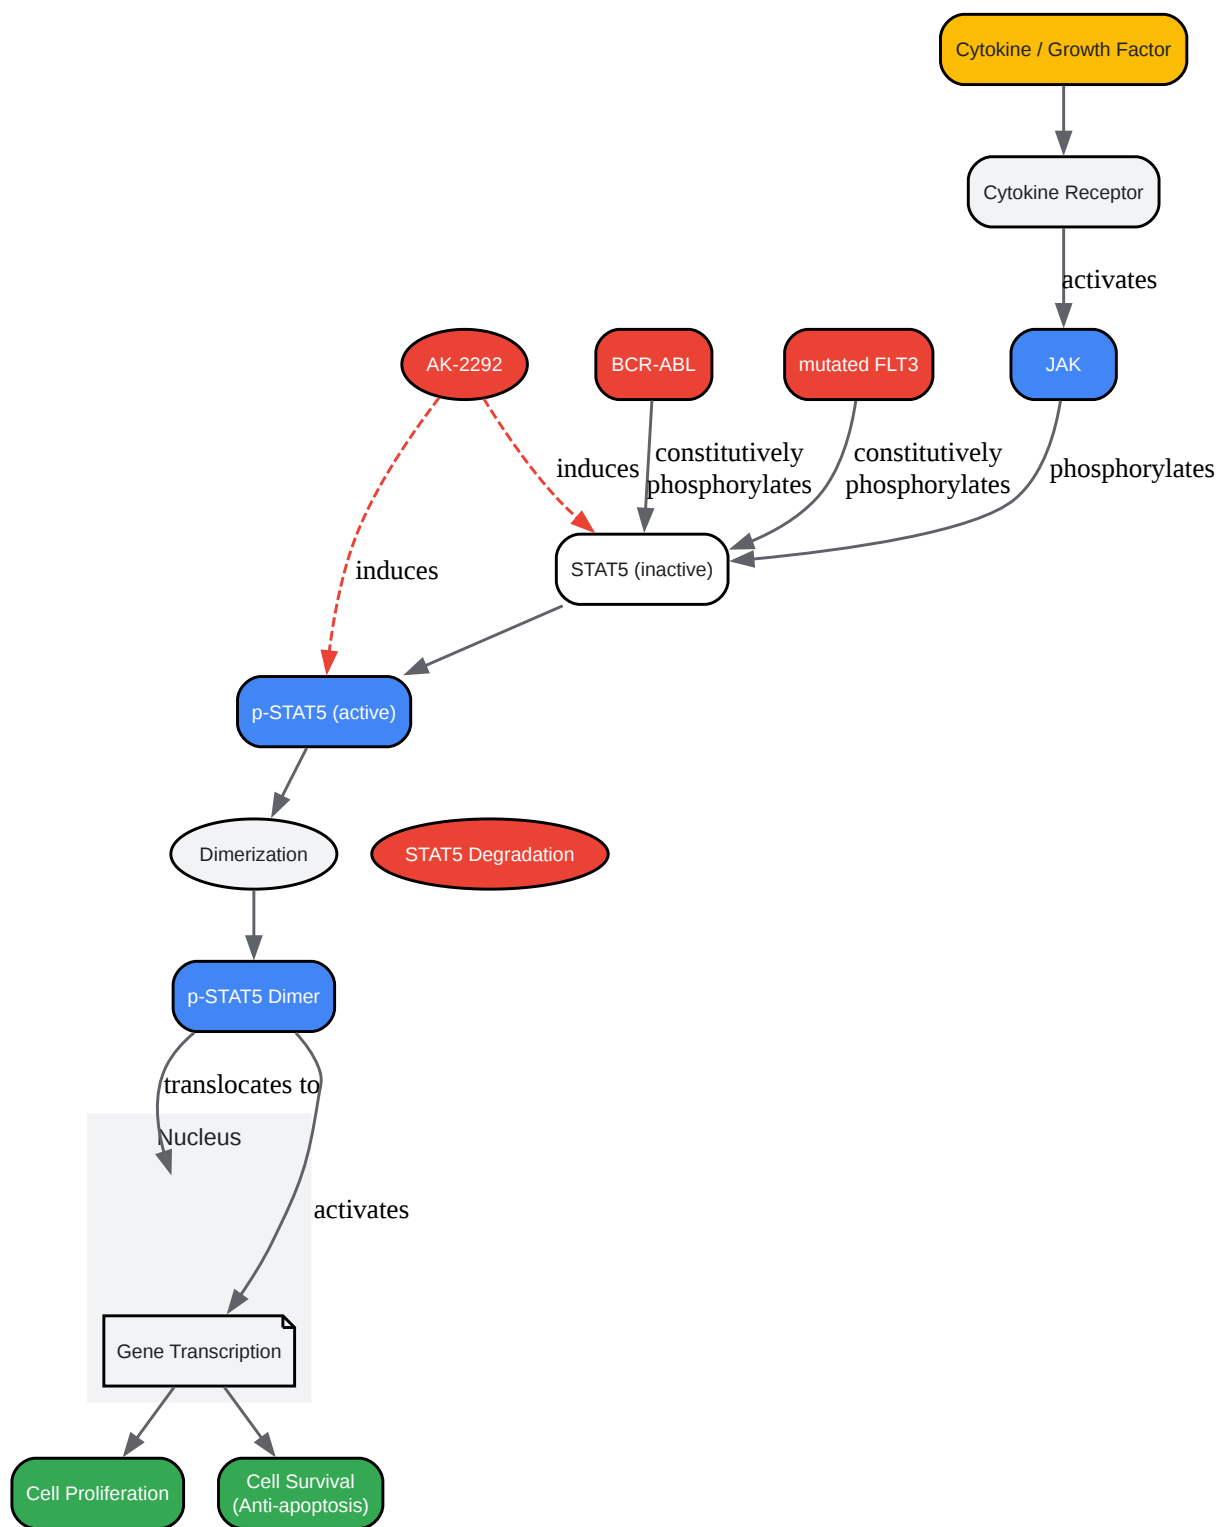 Cytokine / Growth Factor
Cytokine Receptor
activates
AK-2292
BCR-ABL
mutated FLT3
JAK
induces
constitutively
phosphorylates
constitutively
phosphorylates
phosphorylates
STAT5 (inactive)
induces
p-STAT5 (active)
Dimerization
STAT5 Degradation
p-STAT5 Dimer
translocates to
Nucleus
activates
Gene Transcription
Cell Proliferation
Cell Survival
(Anti-apoptosis)